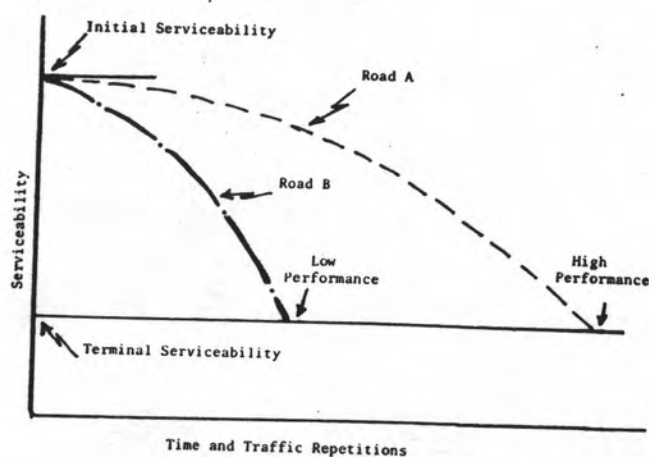 Initial Serviceability
Road A
Road B
Low
Performance
High
Performance
Serviceability
Terminal Serviceability
Time and Traffic Repetitions